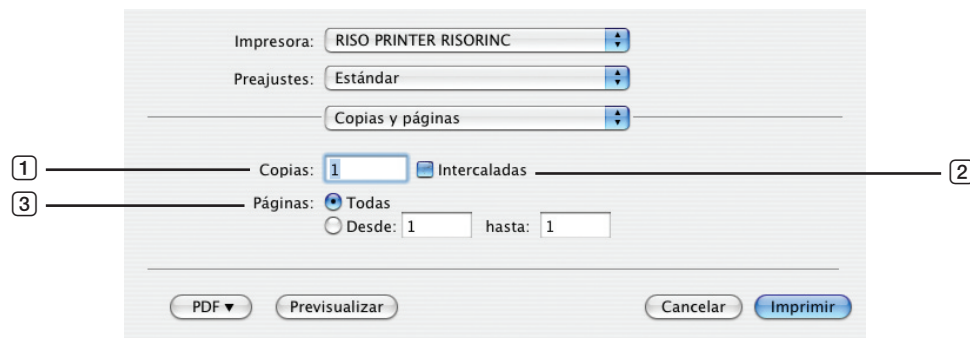 Impresora: RISO PRINTER RISORINC
Preajustes: Estándar
Copias y páginas
1 Copias: 1 Intercaladas 2
3 Páginas: Todas
Desde: 1 hasta: 1
PDF ▼ Previsualizar Cancelar Imprimir